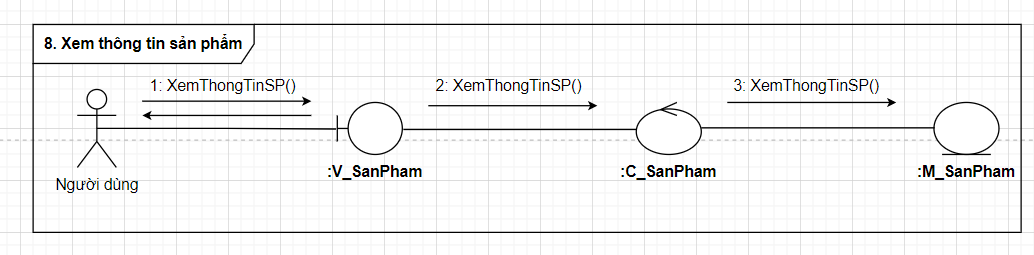 8. Xem thông tin sản phẩm
1: XemThongTinSP()
2: XemThongTinSP()
3: XemThongTinSP()
Người dùng
:V_SanPham
:C_SanPham
:M_SanPham